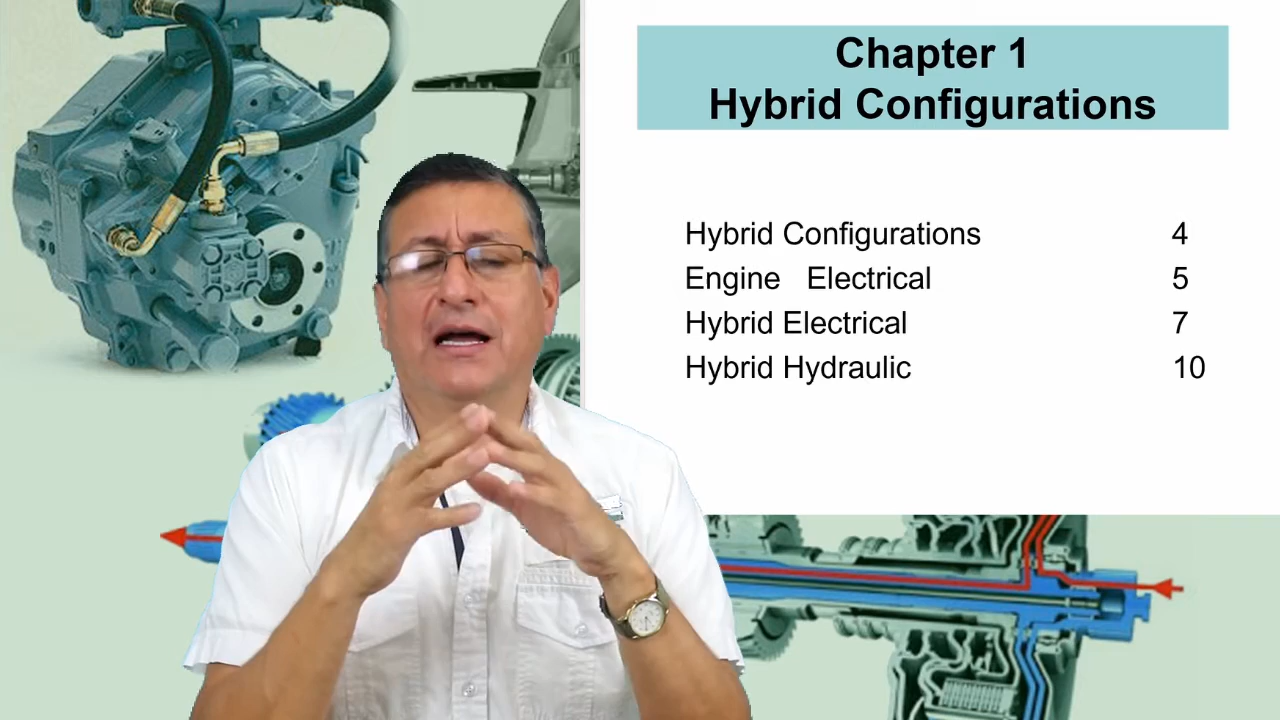 Chapter 1
Hybrid Configurations
Hybrid Configurations 4
Engine Electrical 5
Hybrid Electrical 7
Hybrid Hydraulic 10